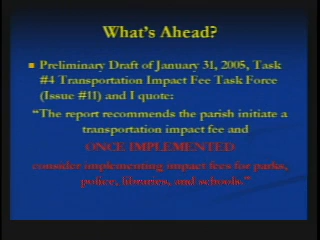 What's Ahead?
Preliminary Draft of January 31, 2005, Task
#4 Transportation Impact Fee Task Force
(Issue #11) and I quote:
"The report recommends the parish initiate a
transportation impact fee and
ONCE IMPLEMENTED
consider implementing impact fees for parks,
police, libraries, and schools."